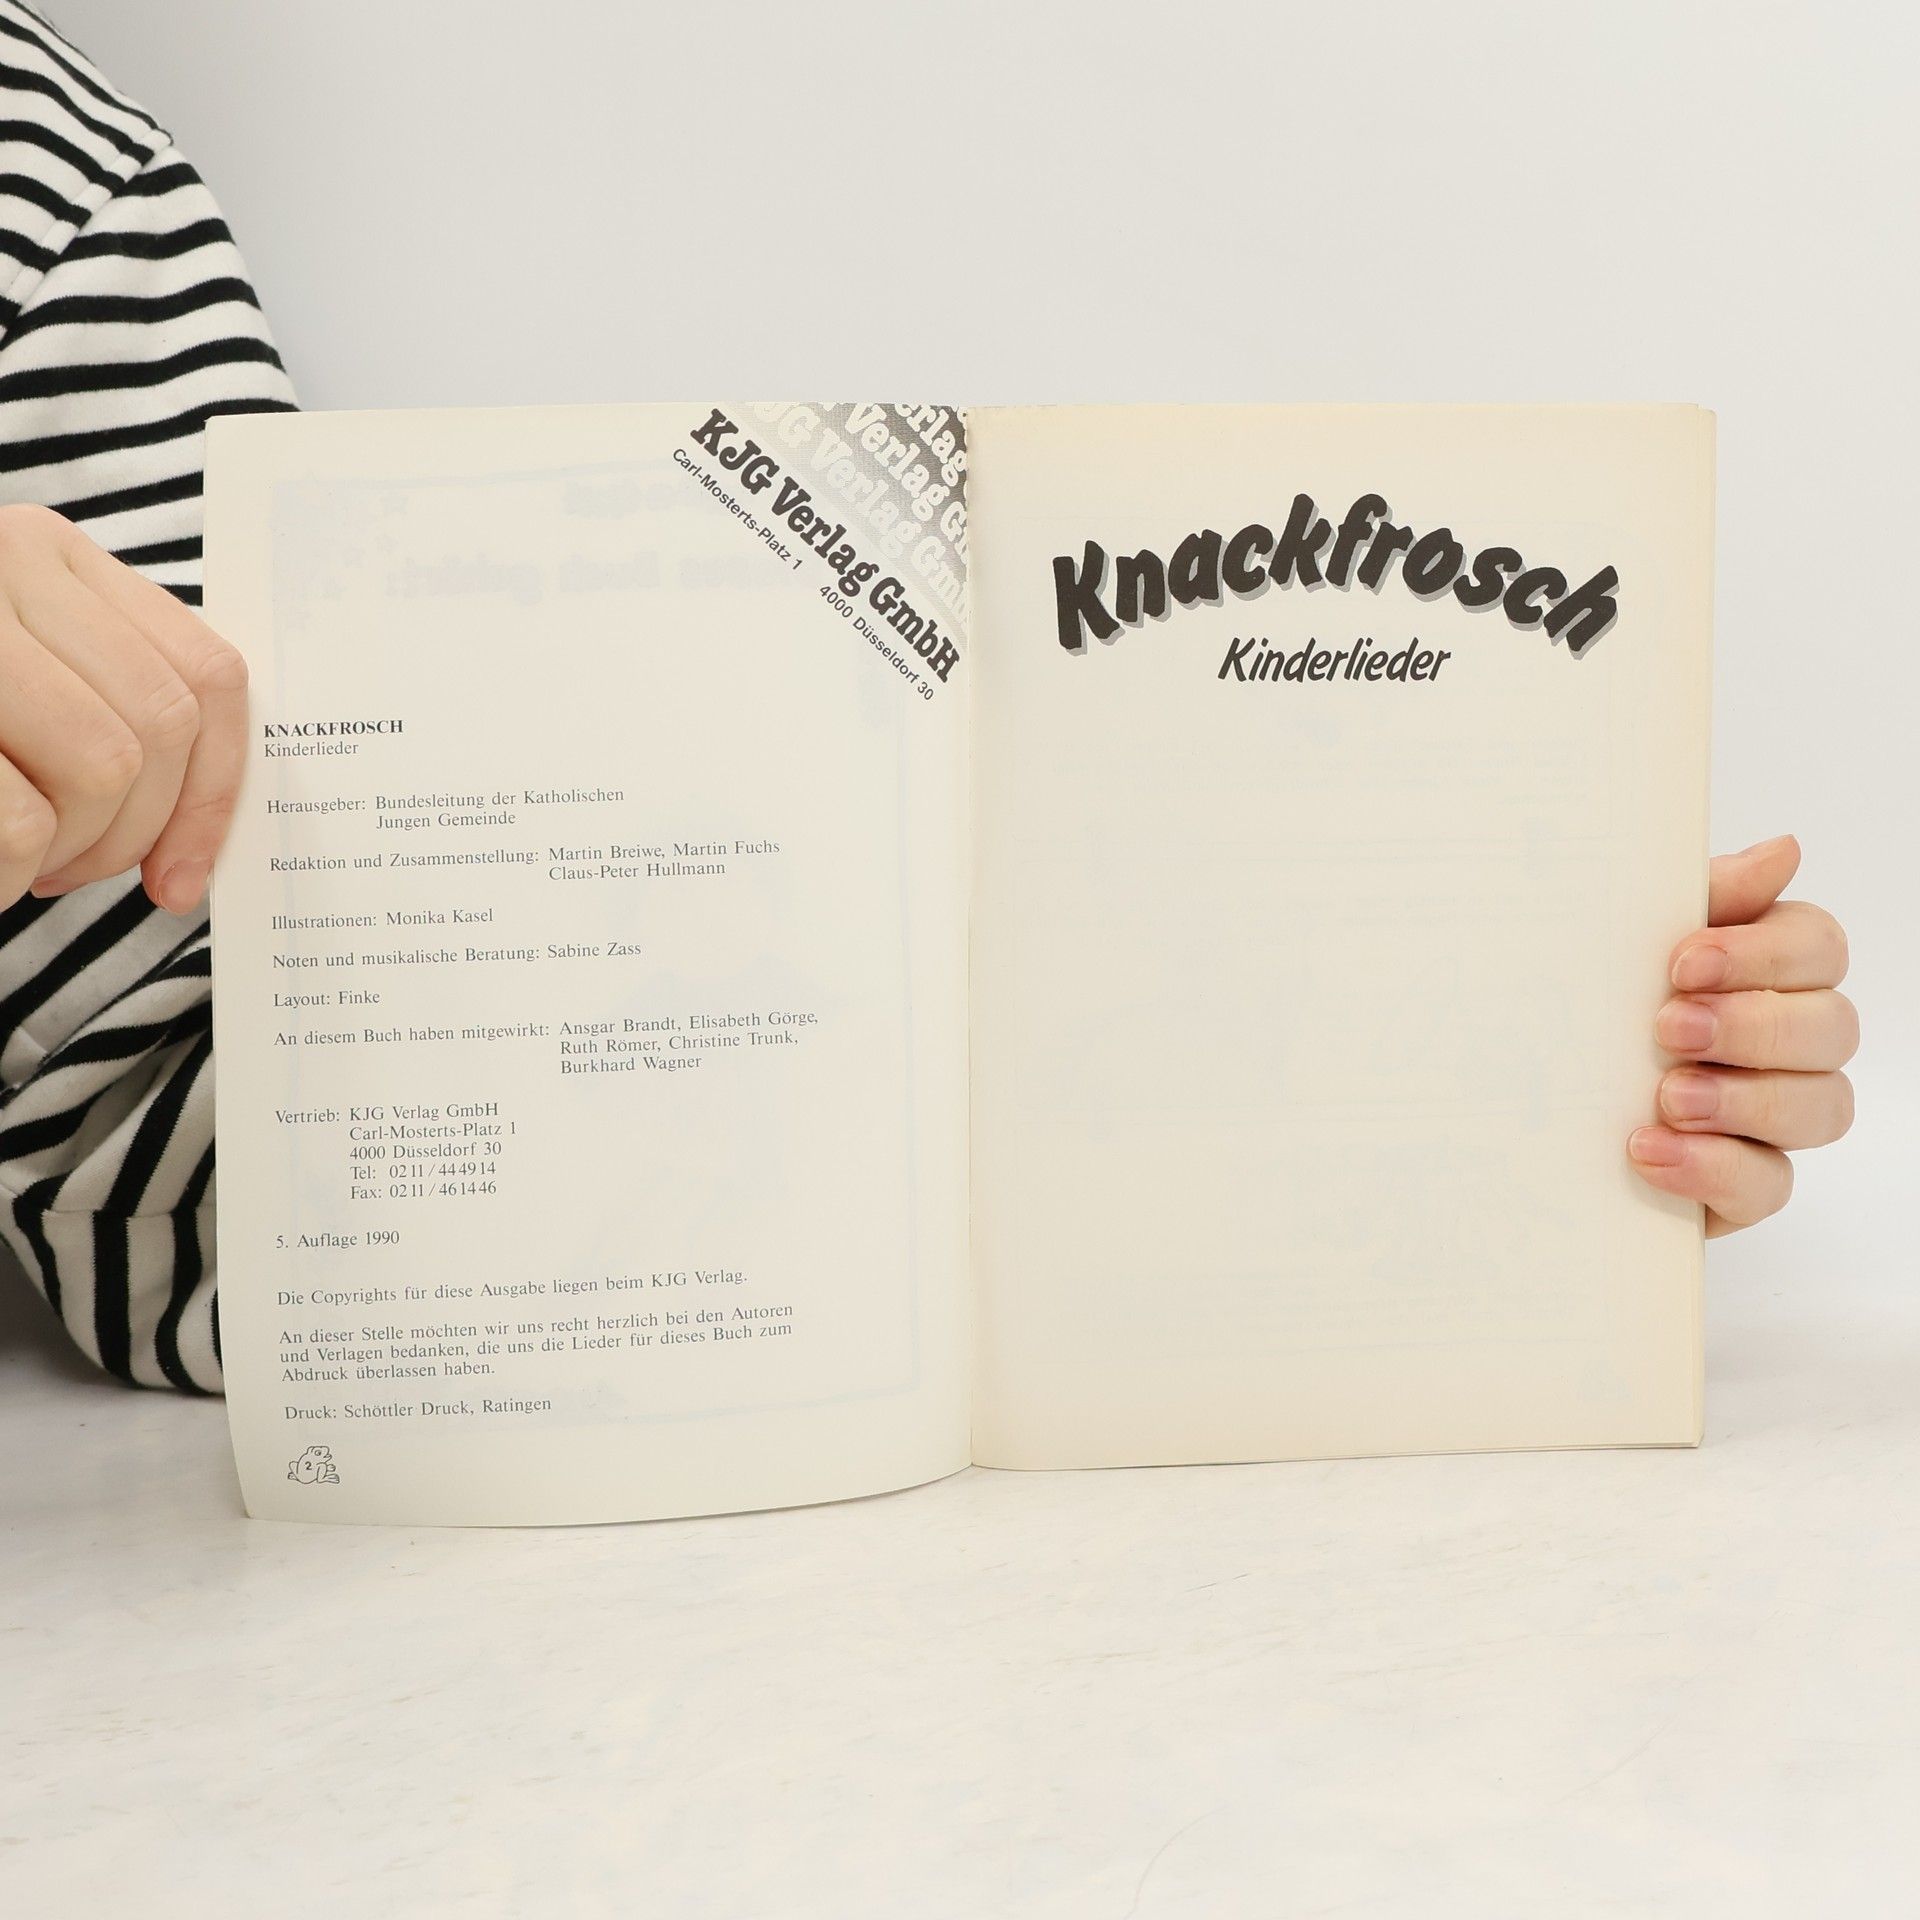 KJG Verlag GmbH
Carl-Mosterts-Platz 1 4000 Düsseldorf 30
KNACKFROSCH
Kinderlieder
Herausgeber: Bundesleitung der Katholischen
Jungen Gemeinde
Redaktion und Zusammenstellung: Martin Breiwe, Martin Fuchs
Claus-Peter Hullmann
Illustrationen: Monika Kasel
Noten und musikalische Beratung: Sabine Zass
Layout: Finke
An diesem Buch haben mitgewirkt: Ansgar Brandt, Elisabeth Görge,
Ruth Römer, Christine Trunk,
Burkhard Wagner
Vertrieb: KJG Verlag GmbH
Carl-Mosterts-Platz 1
4000 Düsseldorf 30
Tel: 0211/444914
Fax: 0211/461446
5. Auflage 1990
Die Copyrights für diese Ausgabe liegen beim KJG Verlag.
An dieser Stelle möchten wir uns recht herzlich bei den Autoren
und Verlagen bedanken, die uns die Lieder für dieses Buch zum
Abdruck überlassen haben.
Druck: Schöttler Druck, Ratingen
2
Knackfrosch
Kinderlieder